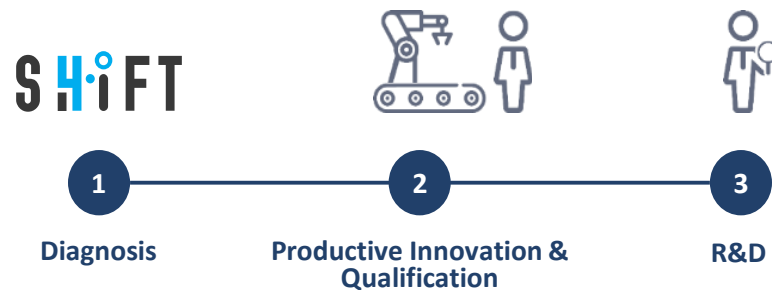 SHiFT
1
2
3
Diagnosis
Productive Innovation &
Qualification
R&D